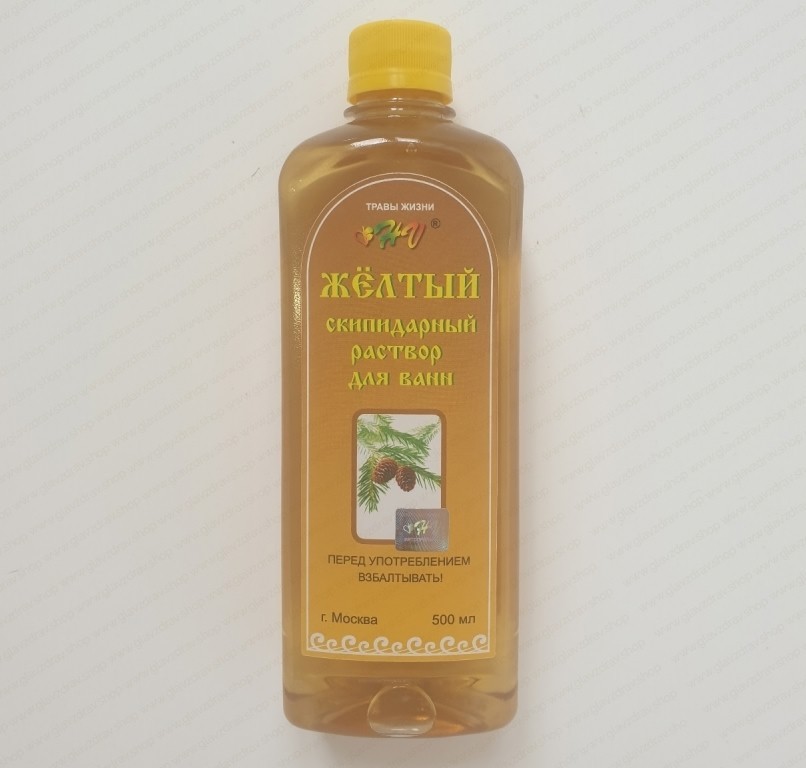 ТРАВЫ ЖИЗНИ
®
ЖЁЛТЫЙ
скипидарный
раствор
для ванн
ПЕРЕД УПОТРЕБЛЕНИЕМ
ВЗБАЛТЫВАТЬ!
г. Москва 500 мл